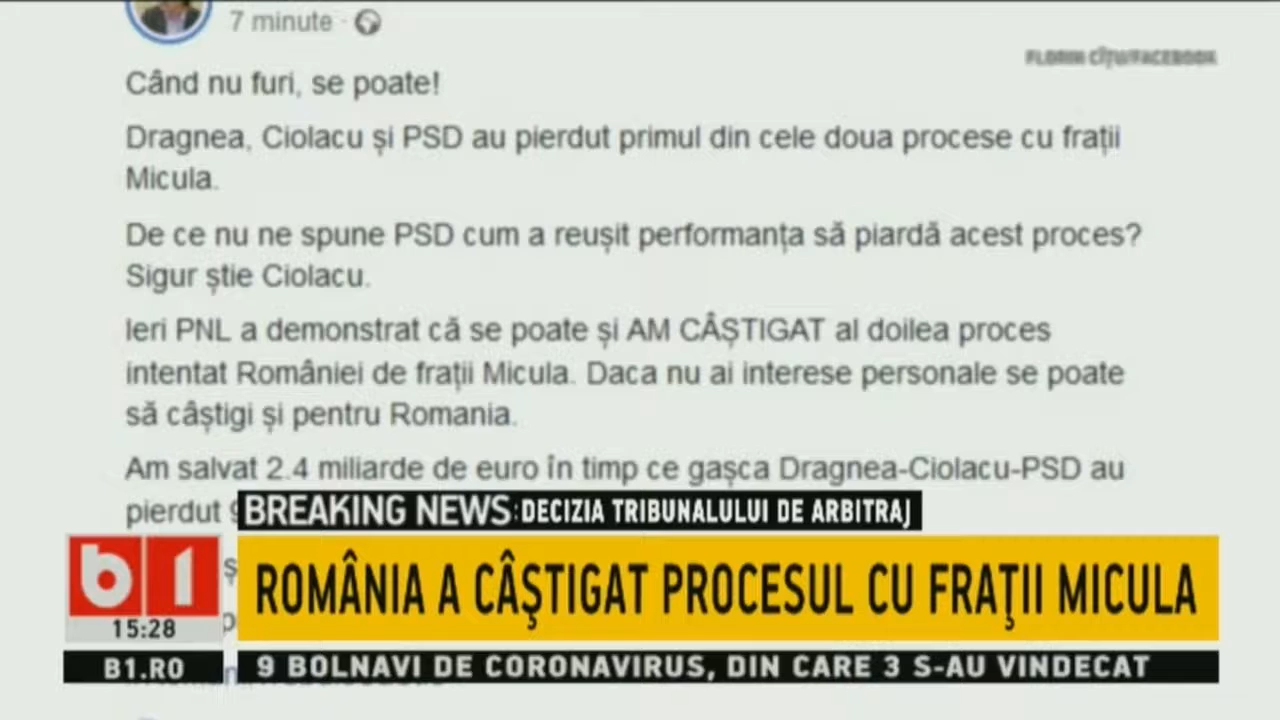 7 minute ·
FLORIN CÎȚU/FACEBOOK
Când nu furi, se poate!
Dragnea, Ciolacu și PSD au pierdut primul din cele doua procese cu frații
Micula.
De ce nu ne spune PSD cum a reușit performanța să piardă acest proces?
Sigur știe Ciolacu.
Ieri PNL a demonstrat că se poate și AM CÂȘTIGAT al doilea proces
intentat României de frații Micula. Daca nu ai interese personale se poate
să câștigi și pentru Romania.
Am salvat 2.4 miliarde de euro în timp ce gașca Dragnea-Ciolacu-PSD au
pierdut
BREAKING NEWS: DECIZIA TRIBUNALULUI DE ARBITRAJ
b1
ROMÂNIA A CÂŞTIGAT PROCESUL CU FRAŢII MICULA
15:28
B1.RO
9 BOLNAVI DE CORONAVIRUS, DIN CARE 3 S-AU VINDECAT